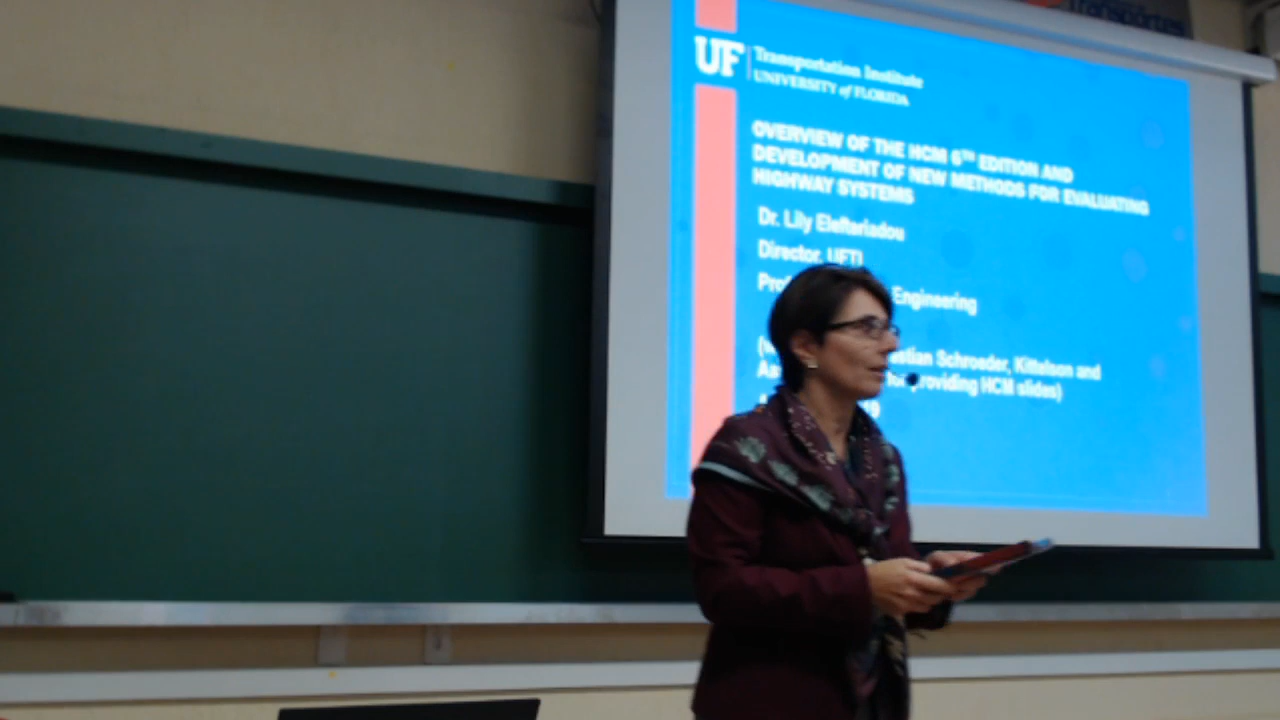 Transportes
UF
Transportation Institute
UNIVERSITY of FLORIDA
OVERVIEW OF THE HCM 6TH EDITION AND
DEVELOPMENT OF NEW METHODS FOR EVALUATING
HIGHWAY SYSTEMS
Dr. Lily Elefteriadou
Director, UFTI
Engineering
Schroeder, Kittelson and
providing HCM slides)